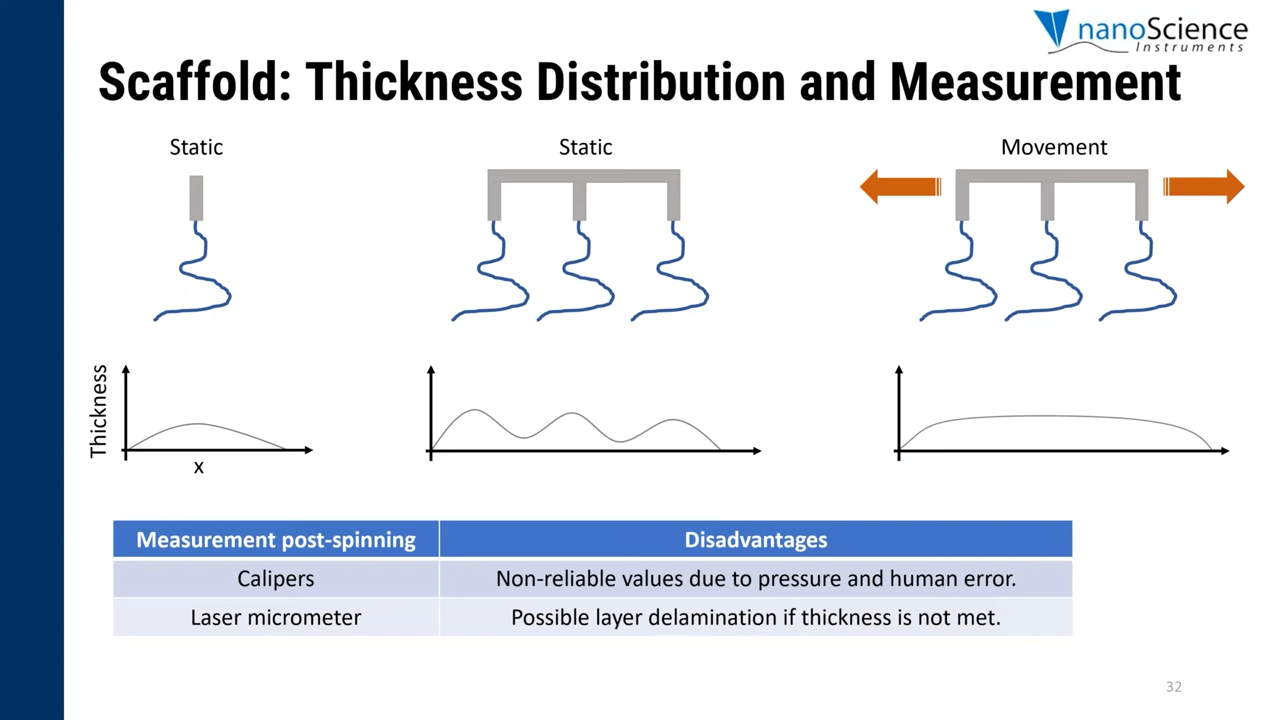 nanoScience
Instruments
Scaffold: Thickness Distribution and Measurement
Static
Static
Movement
Thickness
x
Measurement post-spinning
Disadvantages
Calipers
Non-reliable values due to pressure and human error.
Laser micrometer
Possible layer delamination if thickness is not met.
32